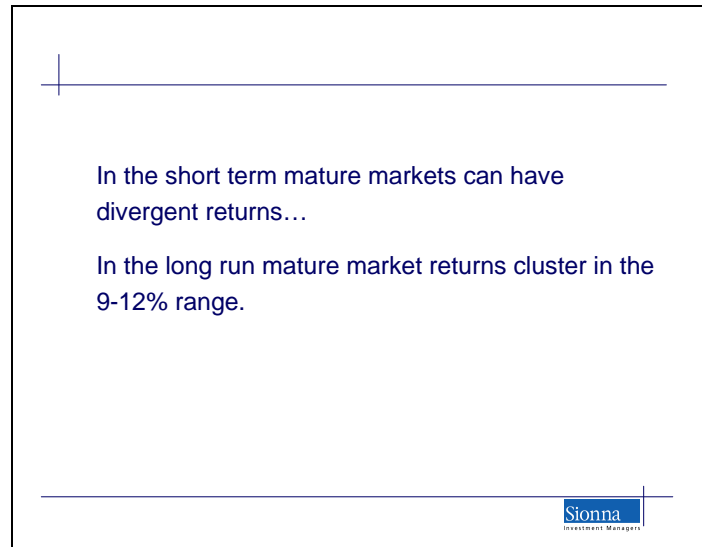 In the short term mature markets can have
divergent returns…
In the long run mature market returns cluster in the
9-12% range.
Sionna
Investment Managers